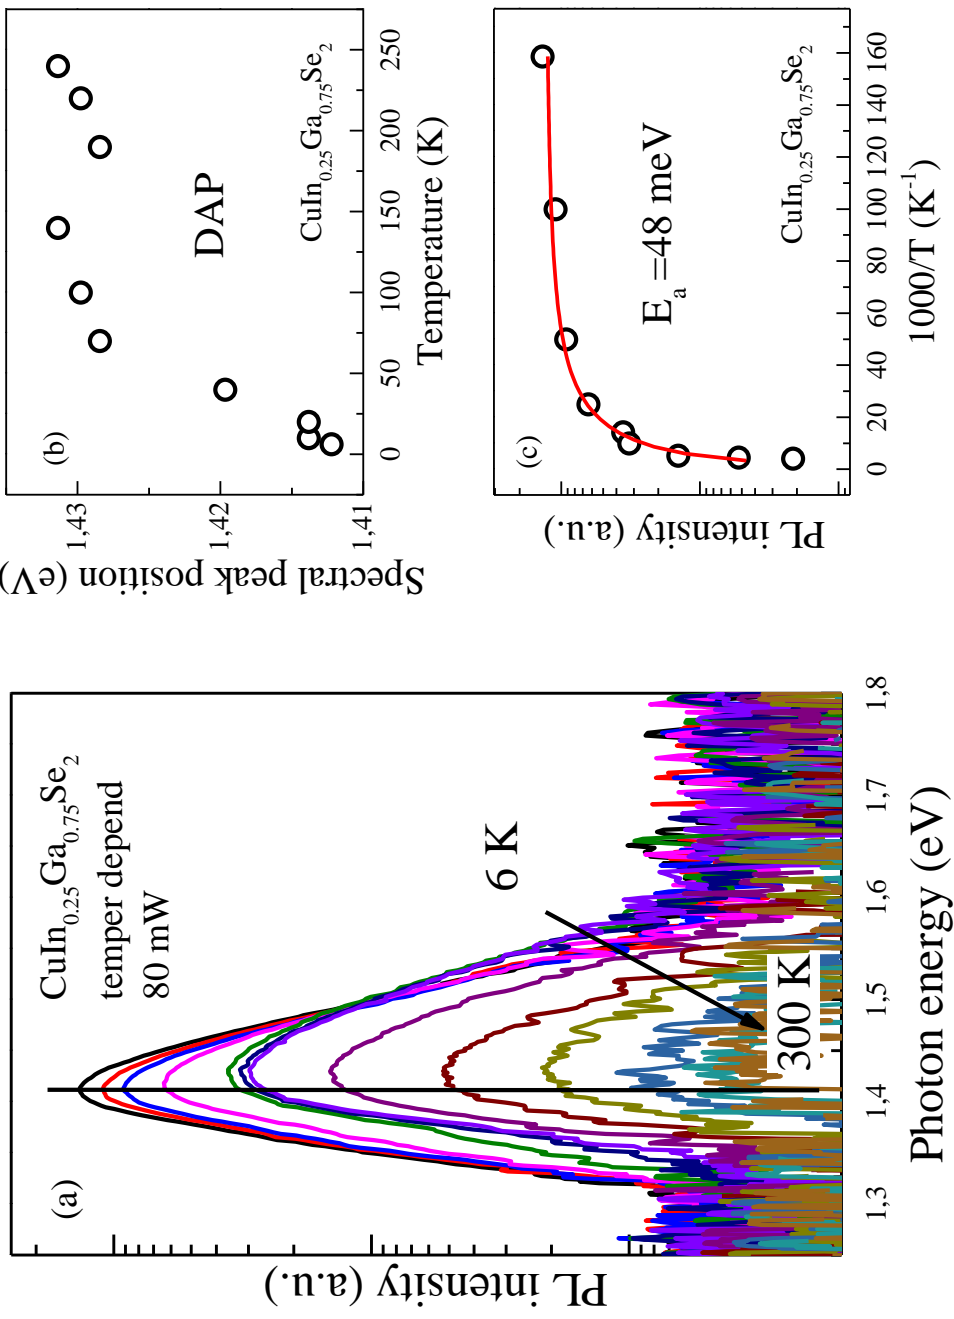 (a)
CuIn0.25Ga0.75Se2
temper depend
80 mW
6 K
300 K
PL intensity (a.u.)
1,3 1,4 1,5 1,6 1,7 1,8
Photon energy (eV)
(b)
CuIn0.25Ga0.75Se2
DAP
Spectral peak position (eV)
1,43
1,42
1,41
0 50 100 150 200 250
Temperature (K)
(c)
Ea =48 meV
CuIn0.25Ga0.75Se2
PL intensity (a.u.)
0 20 40 60 80 100 120 140 160
1000/T (K-1)